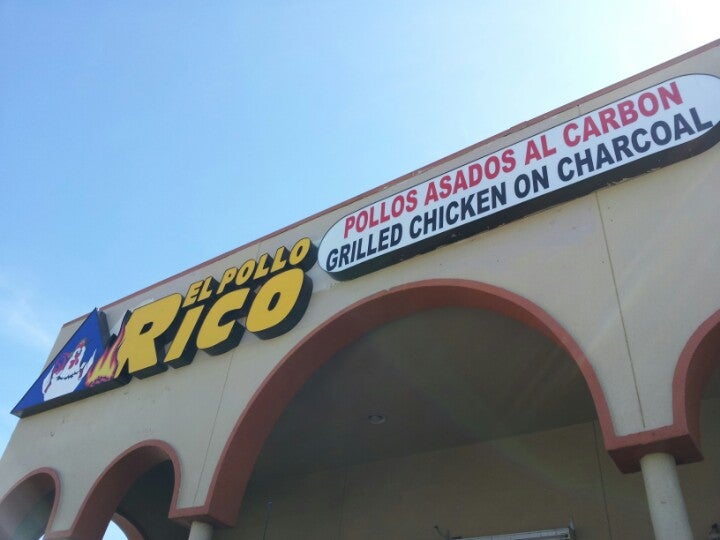 EL POLLO
RICO
POLLOS ASADOS AL CARBON
GRILLED CHICKEN ON CHARCOAL